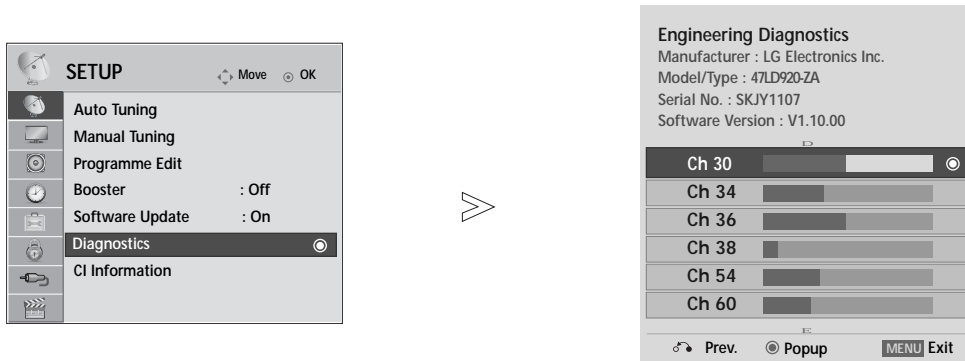 SETUP
Move
OK
Auto Tuning
Manual Tuning
Programme Edit
Booster : Off
Software Update : On
Diagnostics
CI Information
Engineering Diagnostics
Manufacturer : LG Electronics Inc.
Model/Type : 47LD920-ZA
Serial No. : SKJY1107
Software Version : V1.10.00
D
Ch 30
Ch 34
Ch 36
Ch 38
Ch 54
Ch 60
E
Prev.
Popup
MENU Exit